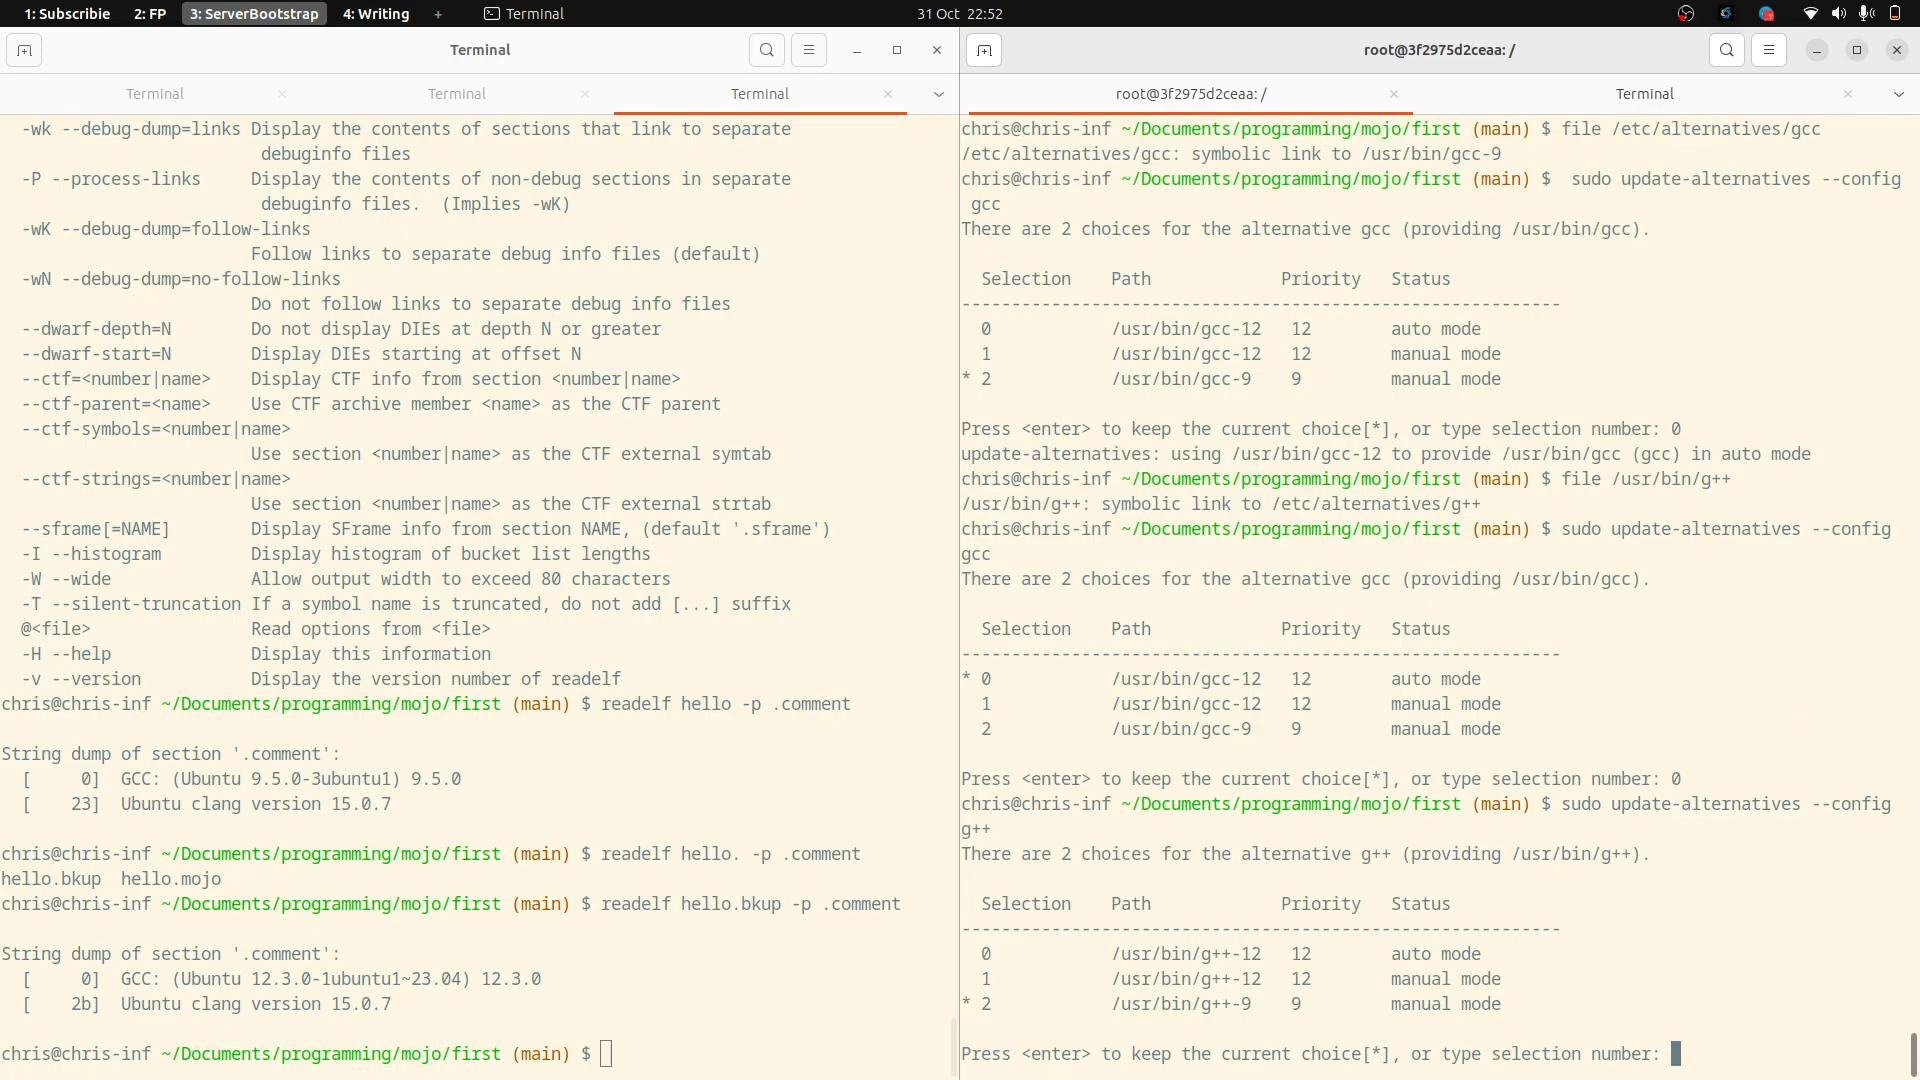 1: Subscribie 2: FP 3: ServerBootstrap 4: Writing + Terminal 31 Oct 22:52
Terminal
Terminal Terminal Terminal
-wk --debug-dump=links Display the contents of sections that link to separate
debuginfo files
-P --process-links Display the contents of non-debug sections in separate
debuginfo files. (Implies -wK)
-wK --debug-dump=follow-links
Follow links to separate debug info files (default)
-wN --debug-dump=no-follow-links
Do not follow links to separate debug info files
--dwarf-depth=N Do not display DIEs at depth N or greater
--dwarf-start=N Display DIEs starting at offset N
--ctf=<number|name> Display CTF info from section <number|name>
--ctf-parent=<name> Use CTF archive member <name> as the CTF parent
--ctf-symbols=<number|name>
Use section <number|name> as the CTF external symtab
--ctf-strings=<number|name>
Use section <number|name> as the CTF external strtab
--sframe[=NAME] Display SFrame info from section NAME, (default '.sframe')
-I --histogram Display histogram of bucket list lengths
-W --wide Allow output width to exceed 80 characters
-T --silent-truncation If a symbol name is truncated, do not add [...] suffix
@<file> Read options from <file>
-H --help Display this information
-v --version Display the version number of readelf
chris@chris-inf ~/Documents/programming/mojo/first (main) $ readelf hello -p .comment
String dump of section '.comment':
[ 0] GCC: (Ubuntu 9.5.0-3ubuntu1) 9.5.0
[ 23] Ubuntu clang version 15.0.7
chris@chris-inf ~/Documents/programming/mojo/first (main) $ readelf hello. -p .comment
hello.bkup hello.mojo
chris@chris-inf ~/Documents/programming/mojo/first (main) $ readelf hello.bkup -p .comment
String dump of section '.comment':
[ 0] GCC: (Ubuntu 12.3.0-1ubuntu1~23.04) 12.3.0
[ 2b] Ubuntu clang version 15.0.7
chris@chris-inf ~/Documents/programming/mojo/first (main) $
root@3f2975d2ceaa: /
root@3f2975d2ceaa: / Terminal
chris@chris-inf ~/Documents/programming/mojo/first (main) $ file /etc/alternatives/gcc
/etc/alternatives/gcc: symbolic link to /usr/bin/gcc-9
chris@chris-inf ~/Documents/programming/mojo/first (main) $ sudo update-alternatives --config
gcc
There are 2 choices for the alternative gcc (providing /usr/bin/gcc).
Selection Path Priority Status
------------------------------------------------------------
0 /usr/bin/gcc-12 12 auto mode
1 /usr/bin/gcc-12 12 manual mode
* 2 /usr/bin/gcc-9 9 manual mode
Press <enter> to keep the current choice[*], or type selection number: 0
update-alternatives: using /usr/bin/gcc-12 to provide /usr/bin/gcc (gcc) in auto mode
chris@chris-inf ~/Documents/programming/mojo/first (main) $ file /usr/bin/g++
/usr/bin/g++: symbolic link to /etc/alternatives/g++
chris@chris-inf ~/Documents/programming/mojo/first (main) $ sudo update-alternatives --config
gcc
There are 2 choices for the alternative gcc (providing /usr/bin/gcc).
Selection Path Priority Status
------------------------------------------------------------
* 0 /usr/bin/gcc-12 12 auto mode
1 /usr/bin/gcc-12 12 manual mode
2 /usr/bin/gcc-9 9 manual mode
Press <enter> to keep the current choice[*], or type selection number: 0
chris@chris-inf ~/Documents/programming/mojo/first (main) $ sudo update-alternatives --config
g++
There are 2 choices for the alternative g++ (providing /usr/bin/g++).
Selection Path Priority Status
------------------------------------------------------------
0 /usr/bin/g++-12 12 auto mode
1 /usr/bin/g++-12 12 manual mode
* 2 /usr/bin/g++-9 9 manual mode
Press <enter> to keep the current choice[*], or type selection number: